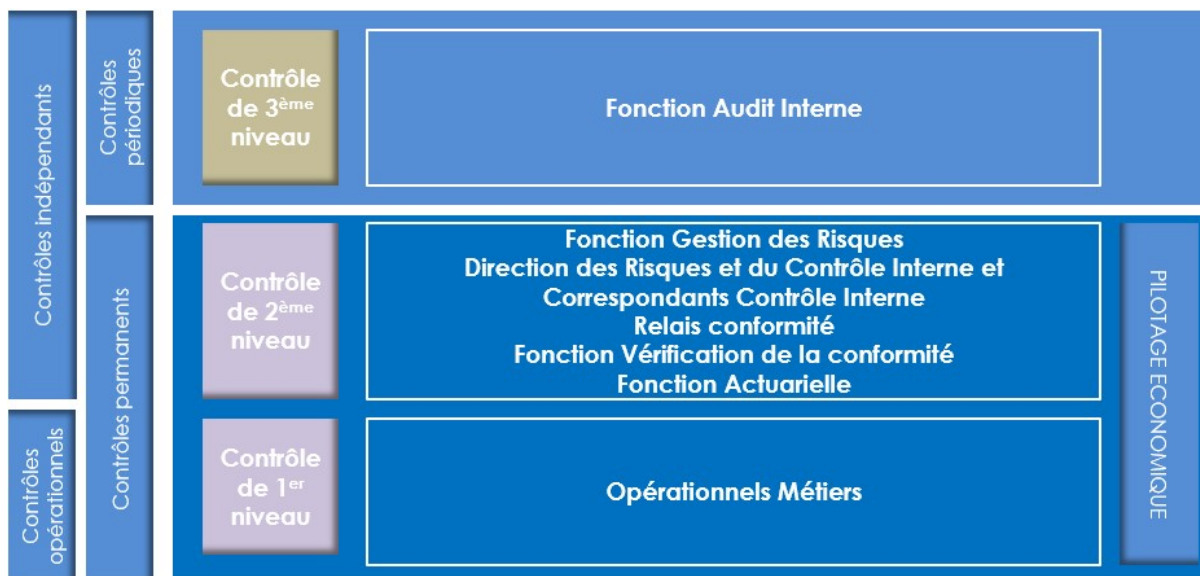 Contrôles indépendants
Contrôles
périodiques
Contrôle
de 3ème
niveau
Fonction Audit Interne
Contrôles permanents
Contrôle
de 2ème
niveau
Fonction Gestion des Risques
Direction des Risques et du Contrôle Interne et
Correspondants Contrôle Interne
Relais conformité
Fonction Vérification de la conformité
Fonction Actuarielle
PILOTAGE ECONOMIQUE
Contrôles
opérationnels
Contrôle
de 1er
niveau
Opérationnels Métiers